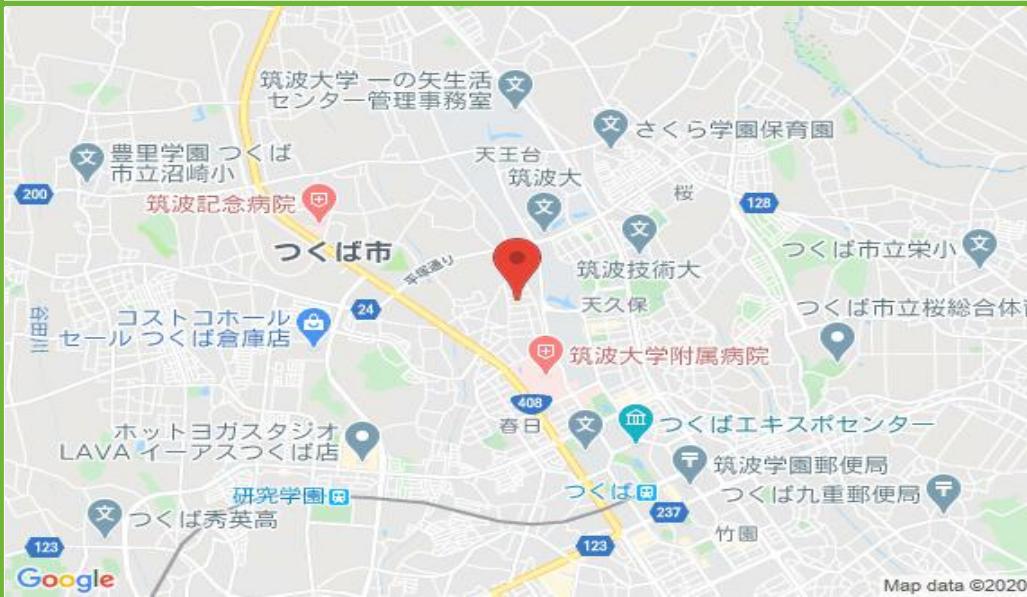 筑波大学 一の矢生活
センター管理事務室
さくら学園保育園
豊里学園 つくば
市立沼崎小
天王台
筑波大
桜
200
筑波記念病院
128
つくば市
平塚通り
筑波技術大
つくば市立栄小
天久保
谷田川
24
コストコホール
セール つくば倉庫店
つくば市立桜総合体
筑波大学附属病院
408
春日
つくばエキスポセンター
ホットヨガスタジオ
LAVA イーアスつくば店
筑波学園郵便局
研究学園
つくば
つくば九重郵便局
つくば秀英高
237
竹園
123
123
Google
Map data ©2020